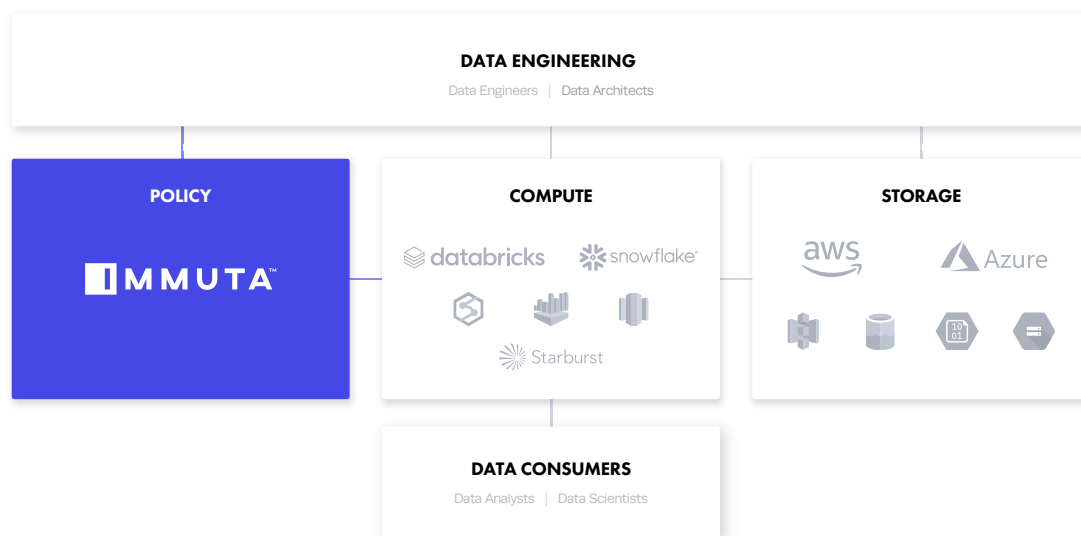 DATA ENGINEERING
Data Engineers | Data Architects
POLICY
IMMUTA™
COMPUTE
databricks
snowflake®
Starburst
STORAGE
aws
Azure
10
01
DATA CONSUMERS
Data Analysts | Data Scientists